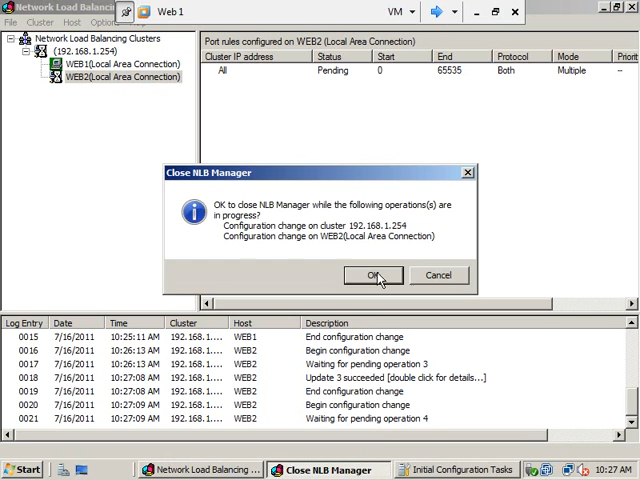 Network Load Balancing
Web 1
VM
File Cluster Host Options
Network Load Balancing Clusters
(192.168.1.254)
WEB1(Local Area Connection)
WEB2(Local Area Connection)
Port rules configured on WEB2 (Local Area Connection)
Cluster IP address Status Start End Protocol Mode Priorit
All Pending 0 65535 Both Multiple --
Close NLB Manager
OK to close NLB Manager while the following operations(s) are
in progress?
Configuration change on cluster 192.168.1.254
Configuration change on WEB2(Local Area Connection)
OK Cancel
Log Entry Date Time Cluster Host Description
0015 7/16/2011 10:25:11 AM 192.168.1.... WEB1 End configuration change
0016 7/16/2011 10:26:13 AM 192.168.1.... WEB2 Begin configuration change
0017 7/16/2011 10:26:13 AM 192.168.1.... WEB2 Waiting for pending operation 3
0018 7/16/2011 10:27:08 AM 192.168.1.... WEB2 Update 3 succeeded [double click for details...]
0019 7/16/2011 10:27:08 AM 192.168.1.... WEB2 End configuration change
0020 7/16/2011 10:27:09 AM 192.168.1.... WEB2 Begin configuration change
0021 7/16/2011 10:27:09 AM 192.168.1.... WEB2 Waiting for pending operation 4
Start Network Load Balancing ... Close NLB Manager Initial Configuration Tasks 10:27 AM